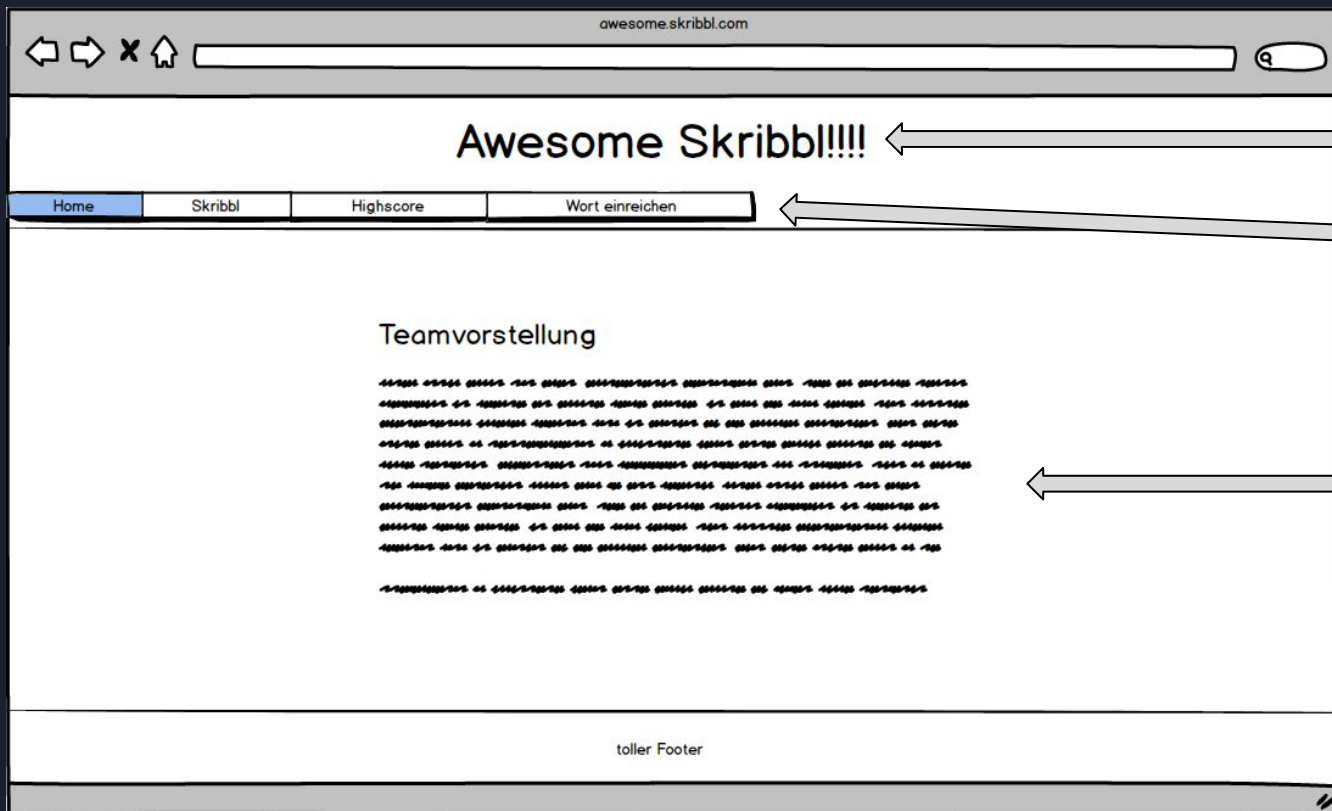 awesome.skribbl.com
Awesome Skribbl!!!!
Home Skribbl Highscore Wort einreichen
Teamvorstellung
toller Footer